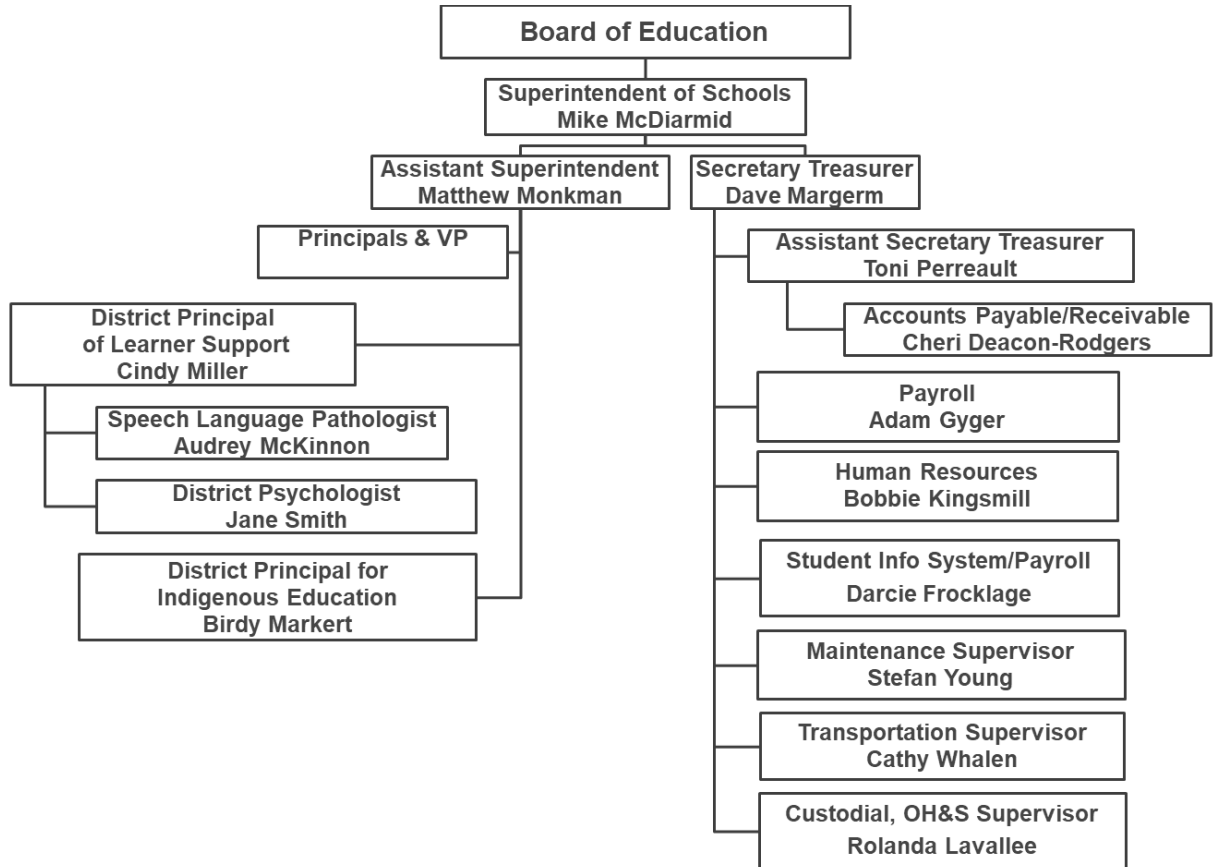 Board of Education
Superintendent of Schools
Mike McDiarmid
Assistant Superintendent
Matthew Monkman
Secretary Treasurer
Dave Margerm
Principals & VP
District Principal
of Learner Support
Cindy Miller
Speech Language Pathologist
Audrey McKinnon
District Psychologist
Jane Smith
District Principal for
Indigenous Education
Birdy Markert
Assistant Secretary Treasurer
Toni Perreault
Accounts Payable/Receivable
Cheri Deacon-Rodgers
Payroll
Adam Gyger
Human Resources
Bobbie Kingsmill
Student Info System/Payroll
Darcie Frocklage
Maintenance Supervisor
Stefan Young
Transportation Supervisor
Cathy Whalen
Custodial, OH&S Supervisor
Rolanda Lavallee